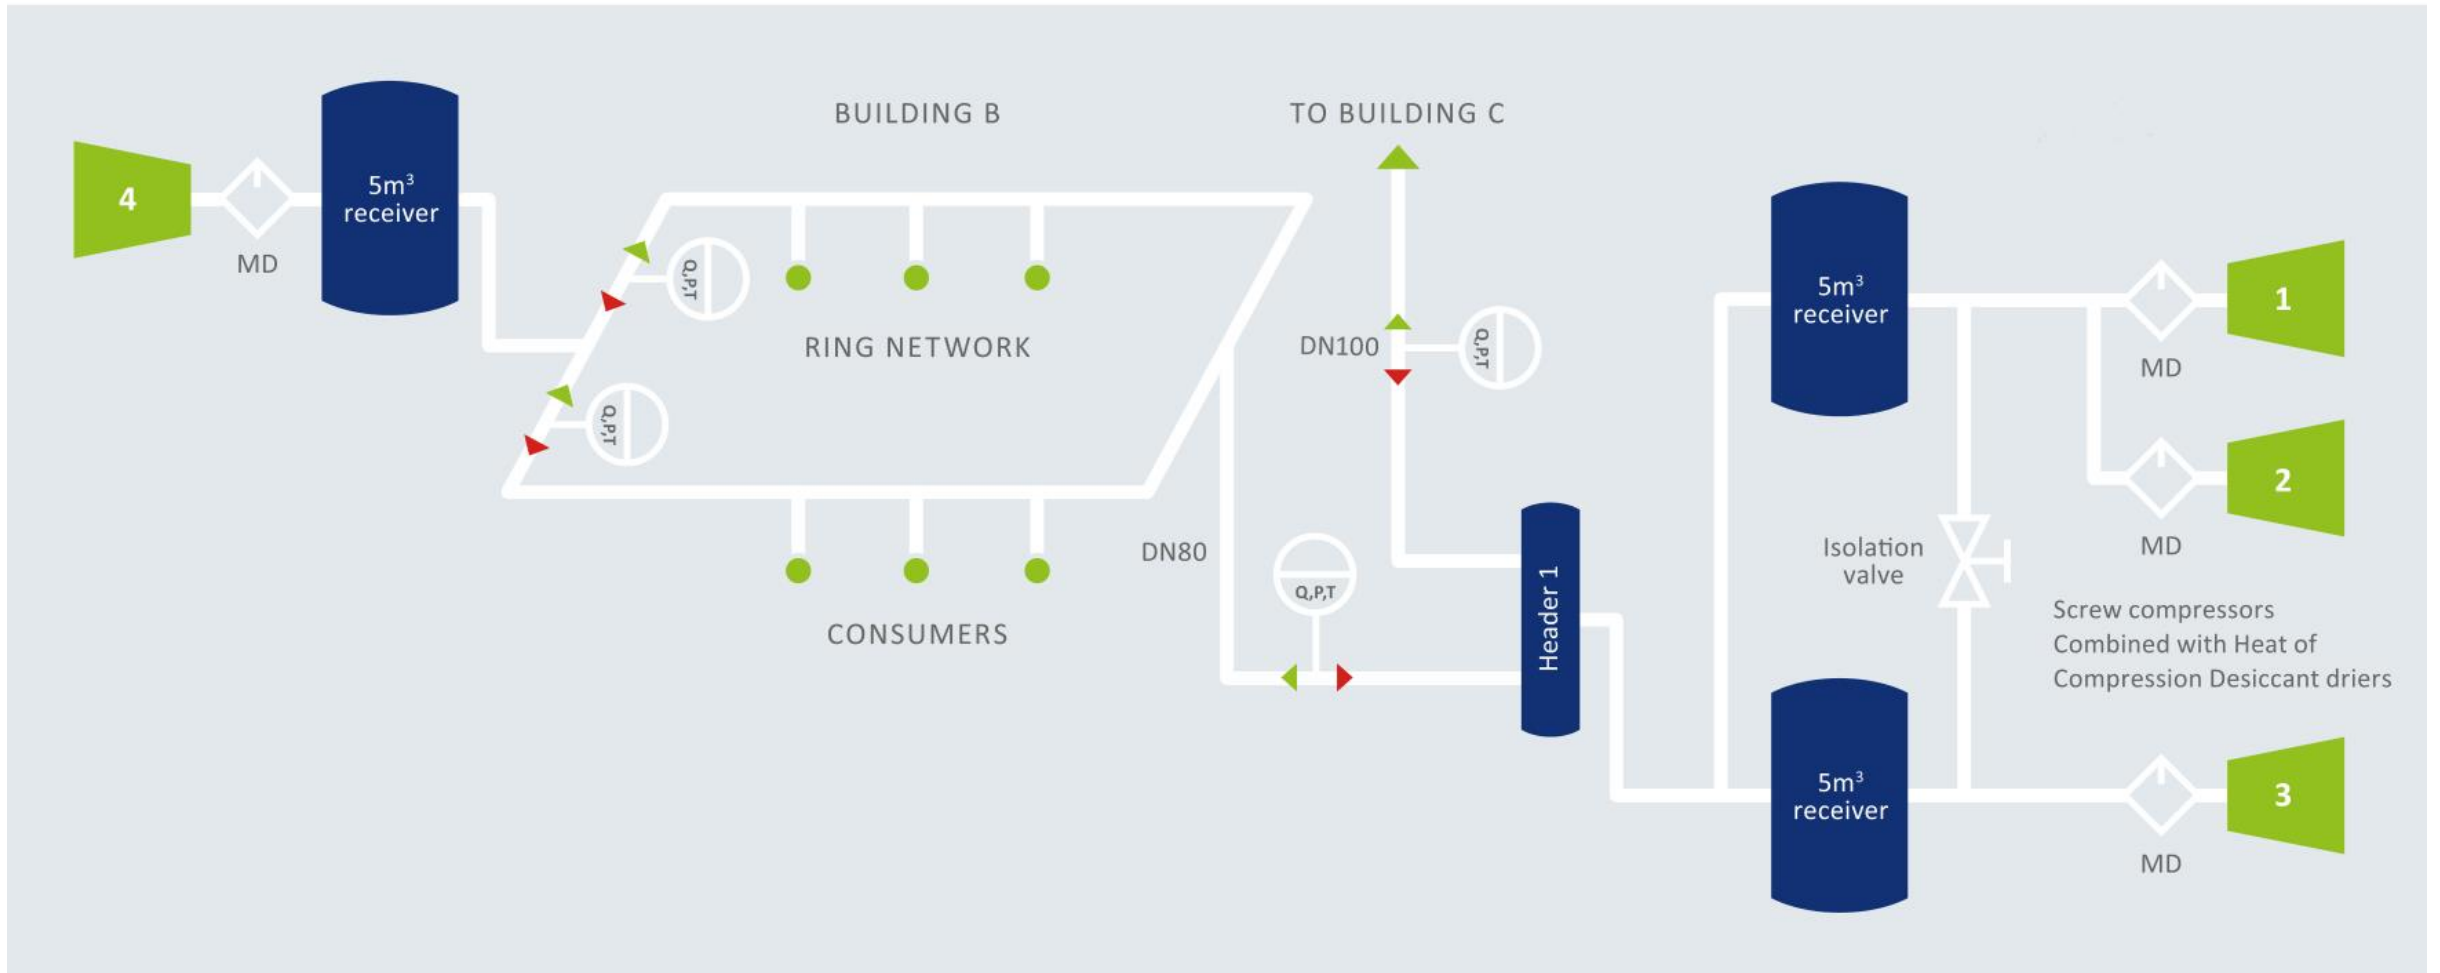 BUILDING B
TO BUILDING C
4
MD
5m³
receiver
Q,P,T
RING NETWORK
Q,P,T
CONSUMERS
DN80
DN100
Q,P,T
Q,P,T
Header 1
5m³
receiver
1
MD
2
MD
Isolation
valve
Screw compressors
Combined with Heat of
Compression Desiccant driers
5m³
receiver
3
MD